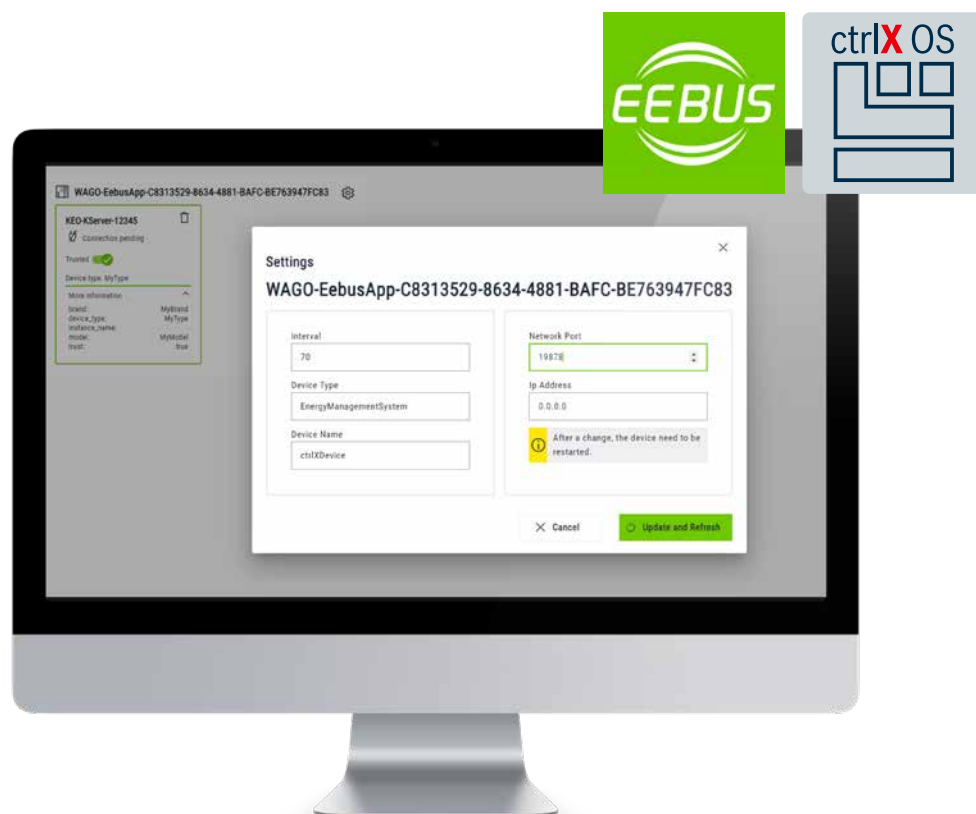 EEBUS
ctrlX OS
WAGO-EebusApp-C8313529-8634-4881-BAFC-BE763947FC83
KEO-KServer-12345
Connection pending
Trusted
Device type: MyType
More information
brand: MyBrand
device_type: MyType
instance_name:
model: MyModel
trust: true
Settings
WAGO-EebusApp-C8313529-8634-4881-BAFC-BE763947FC83
Interval
70
Device Type
EnergyManagementSystem
Device Name
ctrlXDevice
Network Port
19878
Ip Address
0.0.0.0
After a change, the device need to be
restarted.
Cancel
Update and Refresh